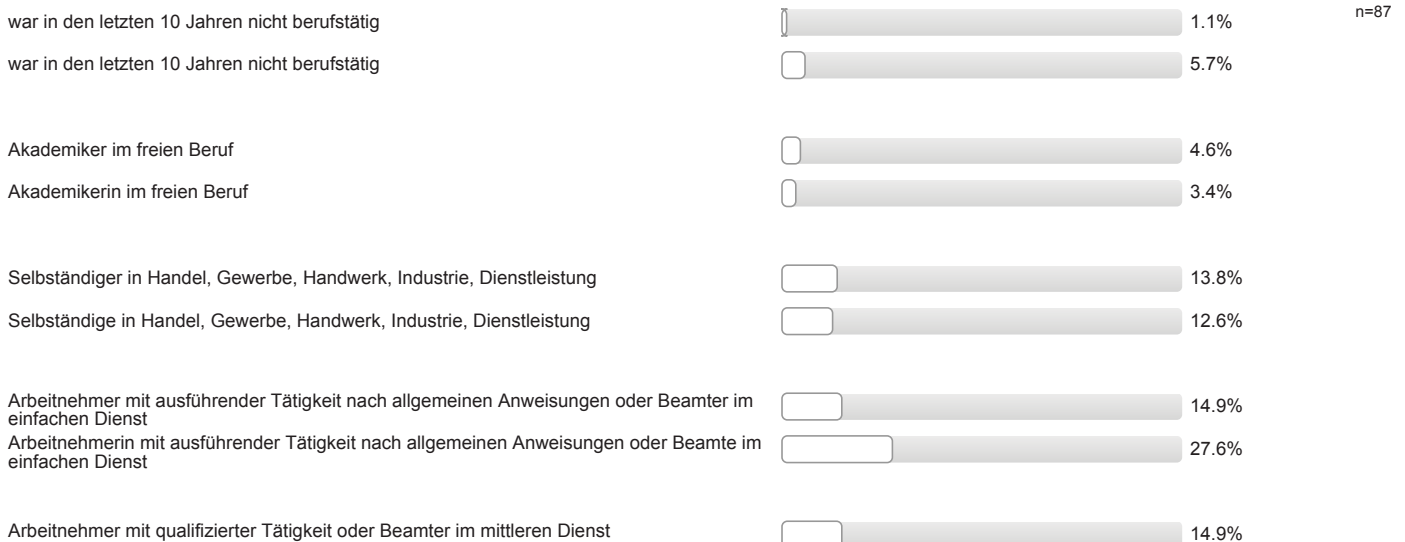 war in den letzten 10 Jahren nicht berufstätig 1.1% n=87
war in den letzten 10 Jahren nicht berufstätig 5.7%
Akademiker im freien Beruf 4.6%
Akademikerin im freien Beruf 3.4%
Selbständiger in Handel, Gewerbe, Handwerk, Industrie, Dienstleistung 13.8%
Selbständige in Handel, Gewerbe, Handwerk, Industrie, Dienstleistung 12.6%
Arbeitnehmer mit ausführender Tätigkeit nach allgemeinen Anweisungen oder Beamter im
einfachen Dienst 14.9%
Arbeitnehmerin mit ausführender Tätigkeit nach allgemeinen Anweisungen oder Beamte im
einfachen Dienst 27.6%
Arbeitnehmer mit qualifizierter Tätigkeit oder Beamter im mittleren Dienst 14.9%